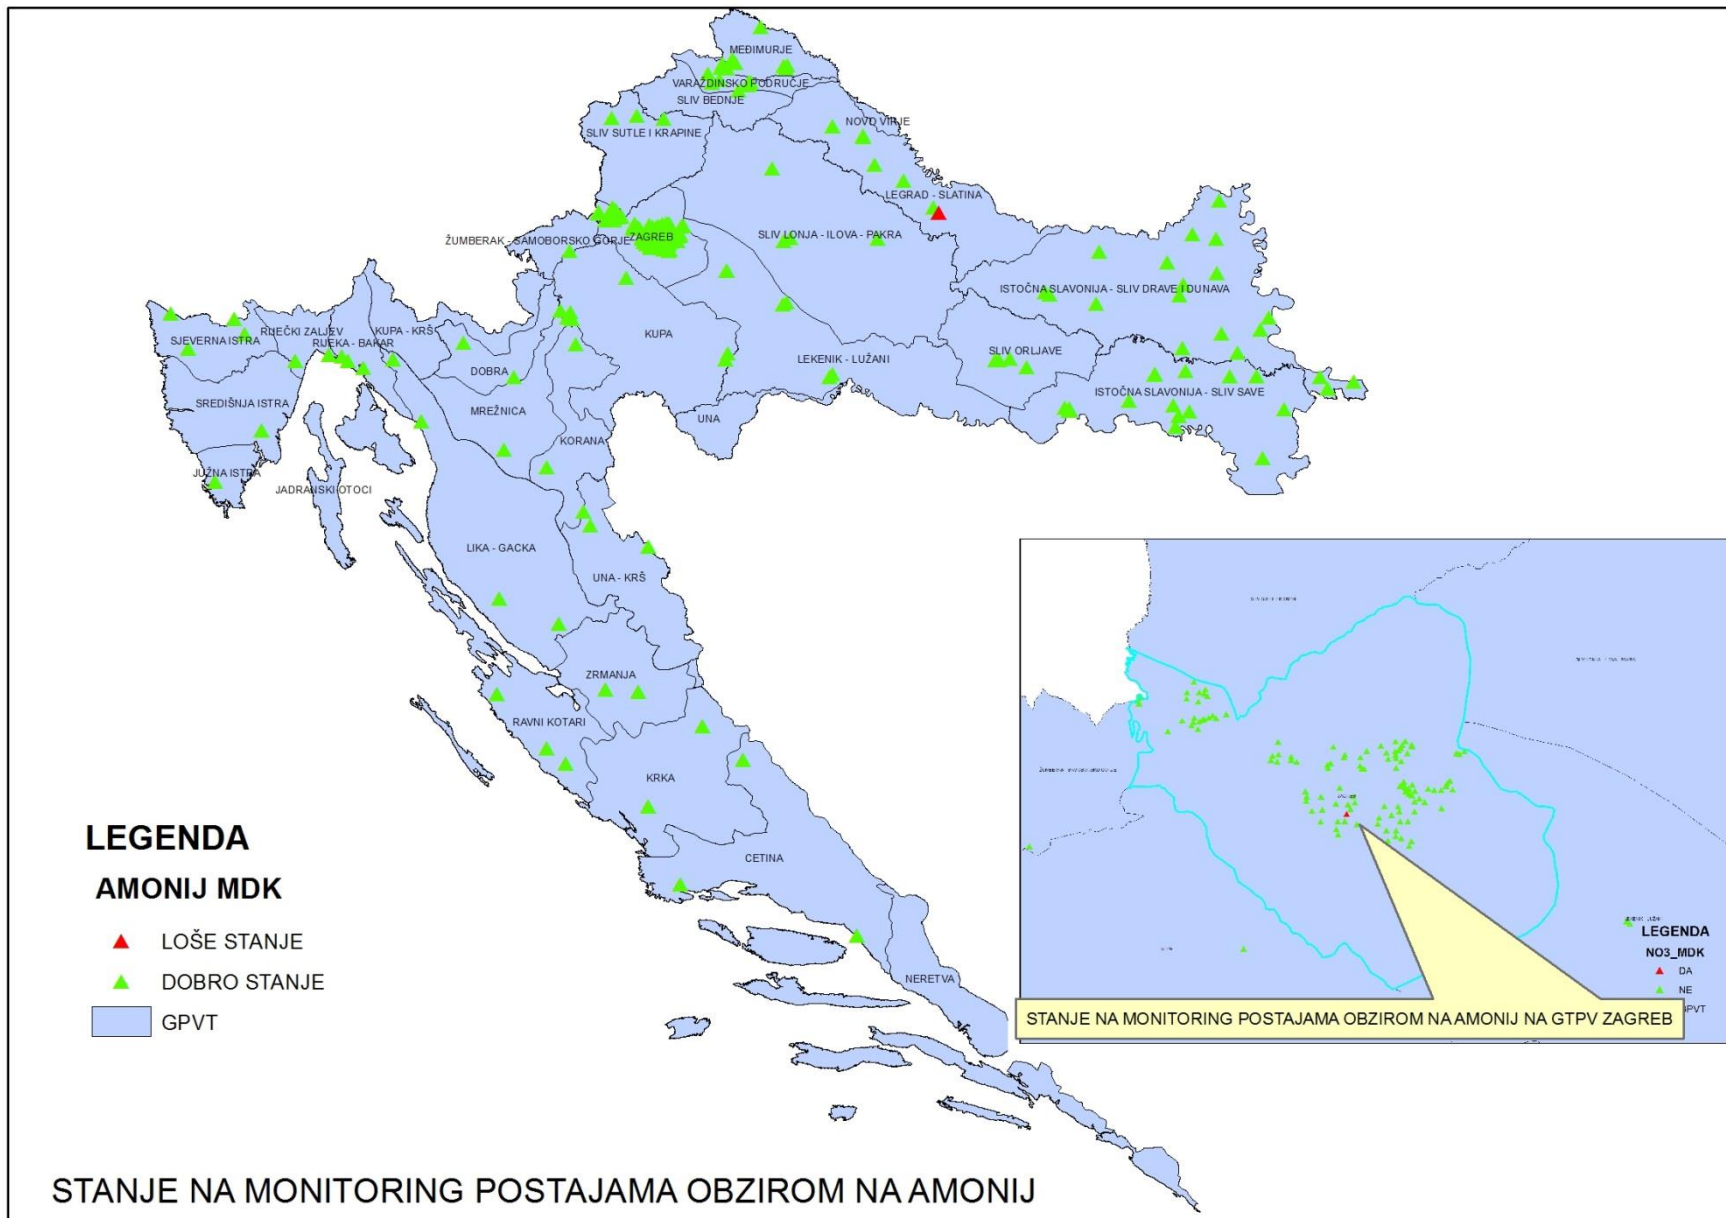 MEĐIMURJE
VARAŽDINSKO PODRUČJE
SLIV BEDNJE
NOVO VIRJE
SLIV SUTLE I KRAPINE
LEGRAD - SLATINA
ŽUMBERAK - SAMOBORSKO GORJE
ZAGREB
SLIV LONJA - ILOVA - PAKRA
ISTOČNA SLAVONIJA - SLIV DRAVE I DUNAVA
SJEVERNA ISTRA
RIJEČKI ZALJEV
RIJEKA - BAKAR
KUPA - KRŠ
KUPA
DOBRA
LEKENIK - LUŽANI
SLIV ORLJAVE
ISTOČNA SLAVONIJA - SLIV SAVE
SREDIŠNJA ISTRA
MREŽNICA
UNA
KORANA
JUŽNA ISTRA
JADRANSKI OTOCI
LIKA - GACKA
UNA - KRŠ
ZRMANJA
RAVNI KOTARI
KRKA
CETINA
NERETVA
LEGENDA
AMONIJ MDK
LOŠE STANJE
DOBRO STANJE
GPVT
LEGENDA
NO3_MDK
DA
NE
GPVT
STANJE NA MONITORING POSTAJAMA OBZIROM NA AMONIJ NA GTPV ZAGREB
STANJE NA MONITORING POSTAJAMA OBZIROM NA AMONIJ